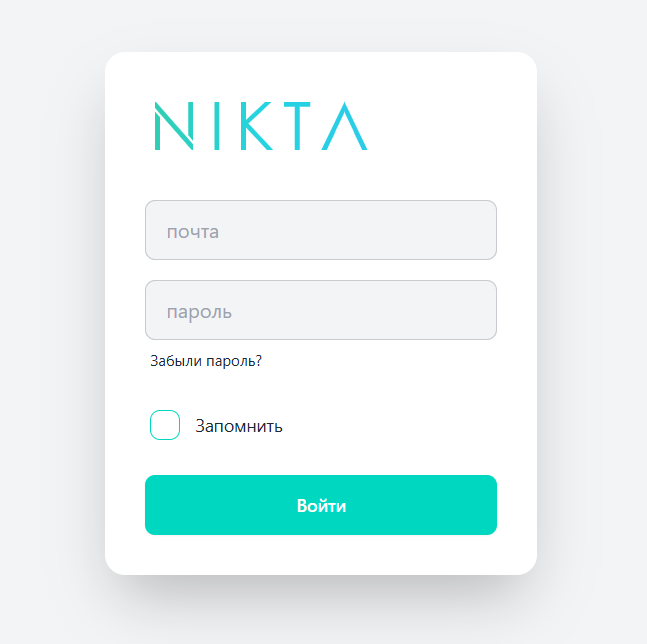 NIKTA
почта
пароль
Забыли пароль?
Запомнить
Войти